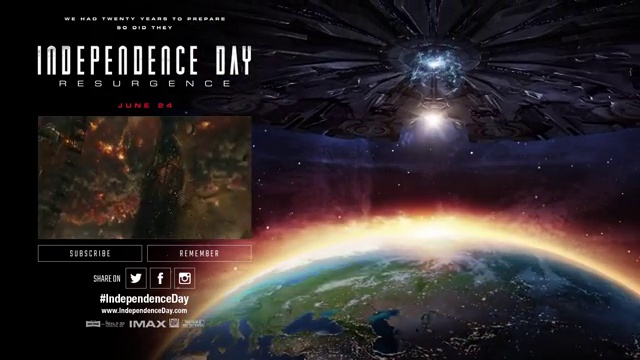 WE HAD TWENTY YEARS TO PREPARE
SO DID THEY
INDEPENDENCE DAY
RESURGENCE
JUNE 24
SUBSCRIBE
REMEMBER
SHARE ON
#IndependenceDay
www.IndependenceDay.com
IMAX